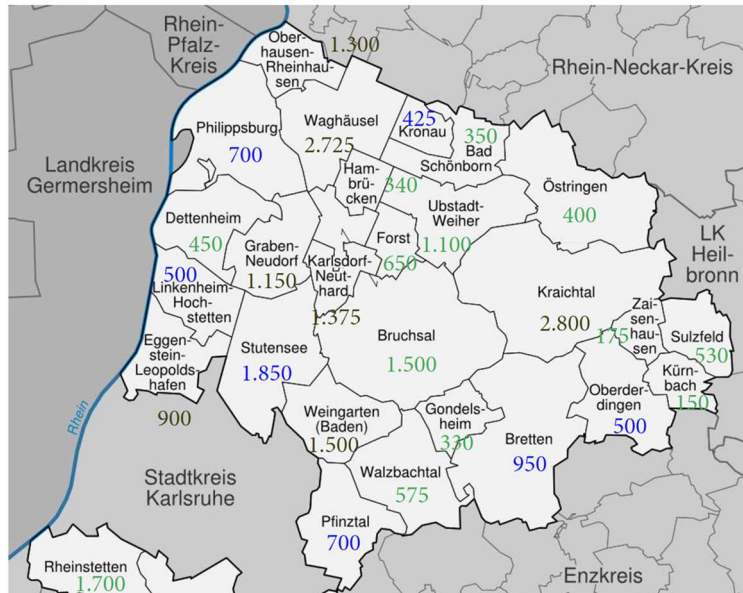 Rhein-
Pfalz-
Kreis
Ober-
hausen-
Rheinhau-
sen
1.300
Rhein-Neckar-Kreis
Landkreis
Germersheim
Philippsburg
700
Waghäusel
2.725
425
Kronau
350
Bad
Schönborn
Ham-
brü-
cken
340
Östringen
400
Ubstadt-
Weiher
1.100
Dettenheim
450
Graben-
Neudorf
1.150
Forst
650
Karlsdorf-
Neut-
hard
1.375
500
Linkenheim-
Hoch-
stetten
LK
Heil-
bronn
Kraichtal
2.800
Zai-
sen-
hau-
sen
175
Sulzfeld
530
Bruchsal
1.500
Stutensee
1.850
Eggen-
stein-
Leopolds-
hafen
900
Kürn-
bach
150
Oberder-
dingen
500
Rhein
Weingarten
(Baden)
1.500
Gondels-
heim
330
Bretten
950
Walzbachtal
575
Stadtkreis
Karlsruhe
Pfinztal
700
Rheinstetten
1.700
Enzkreis